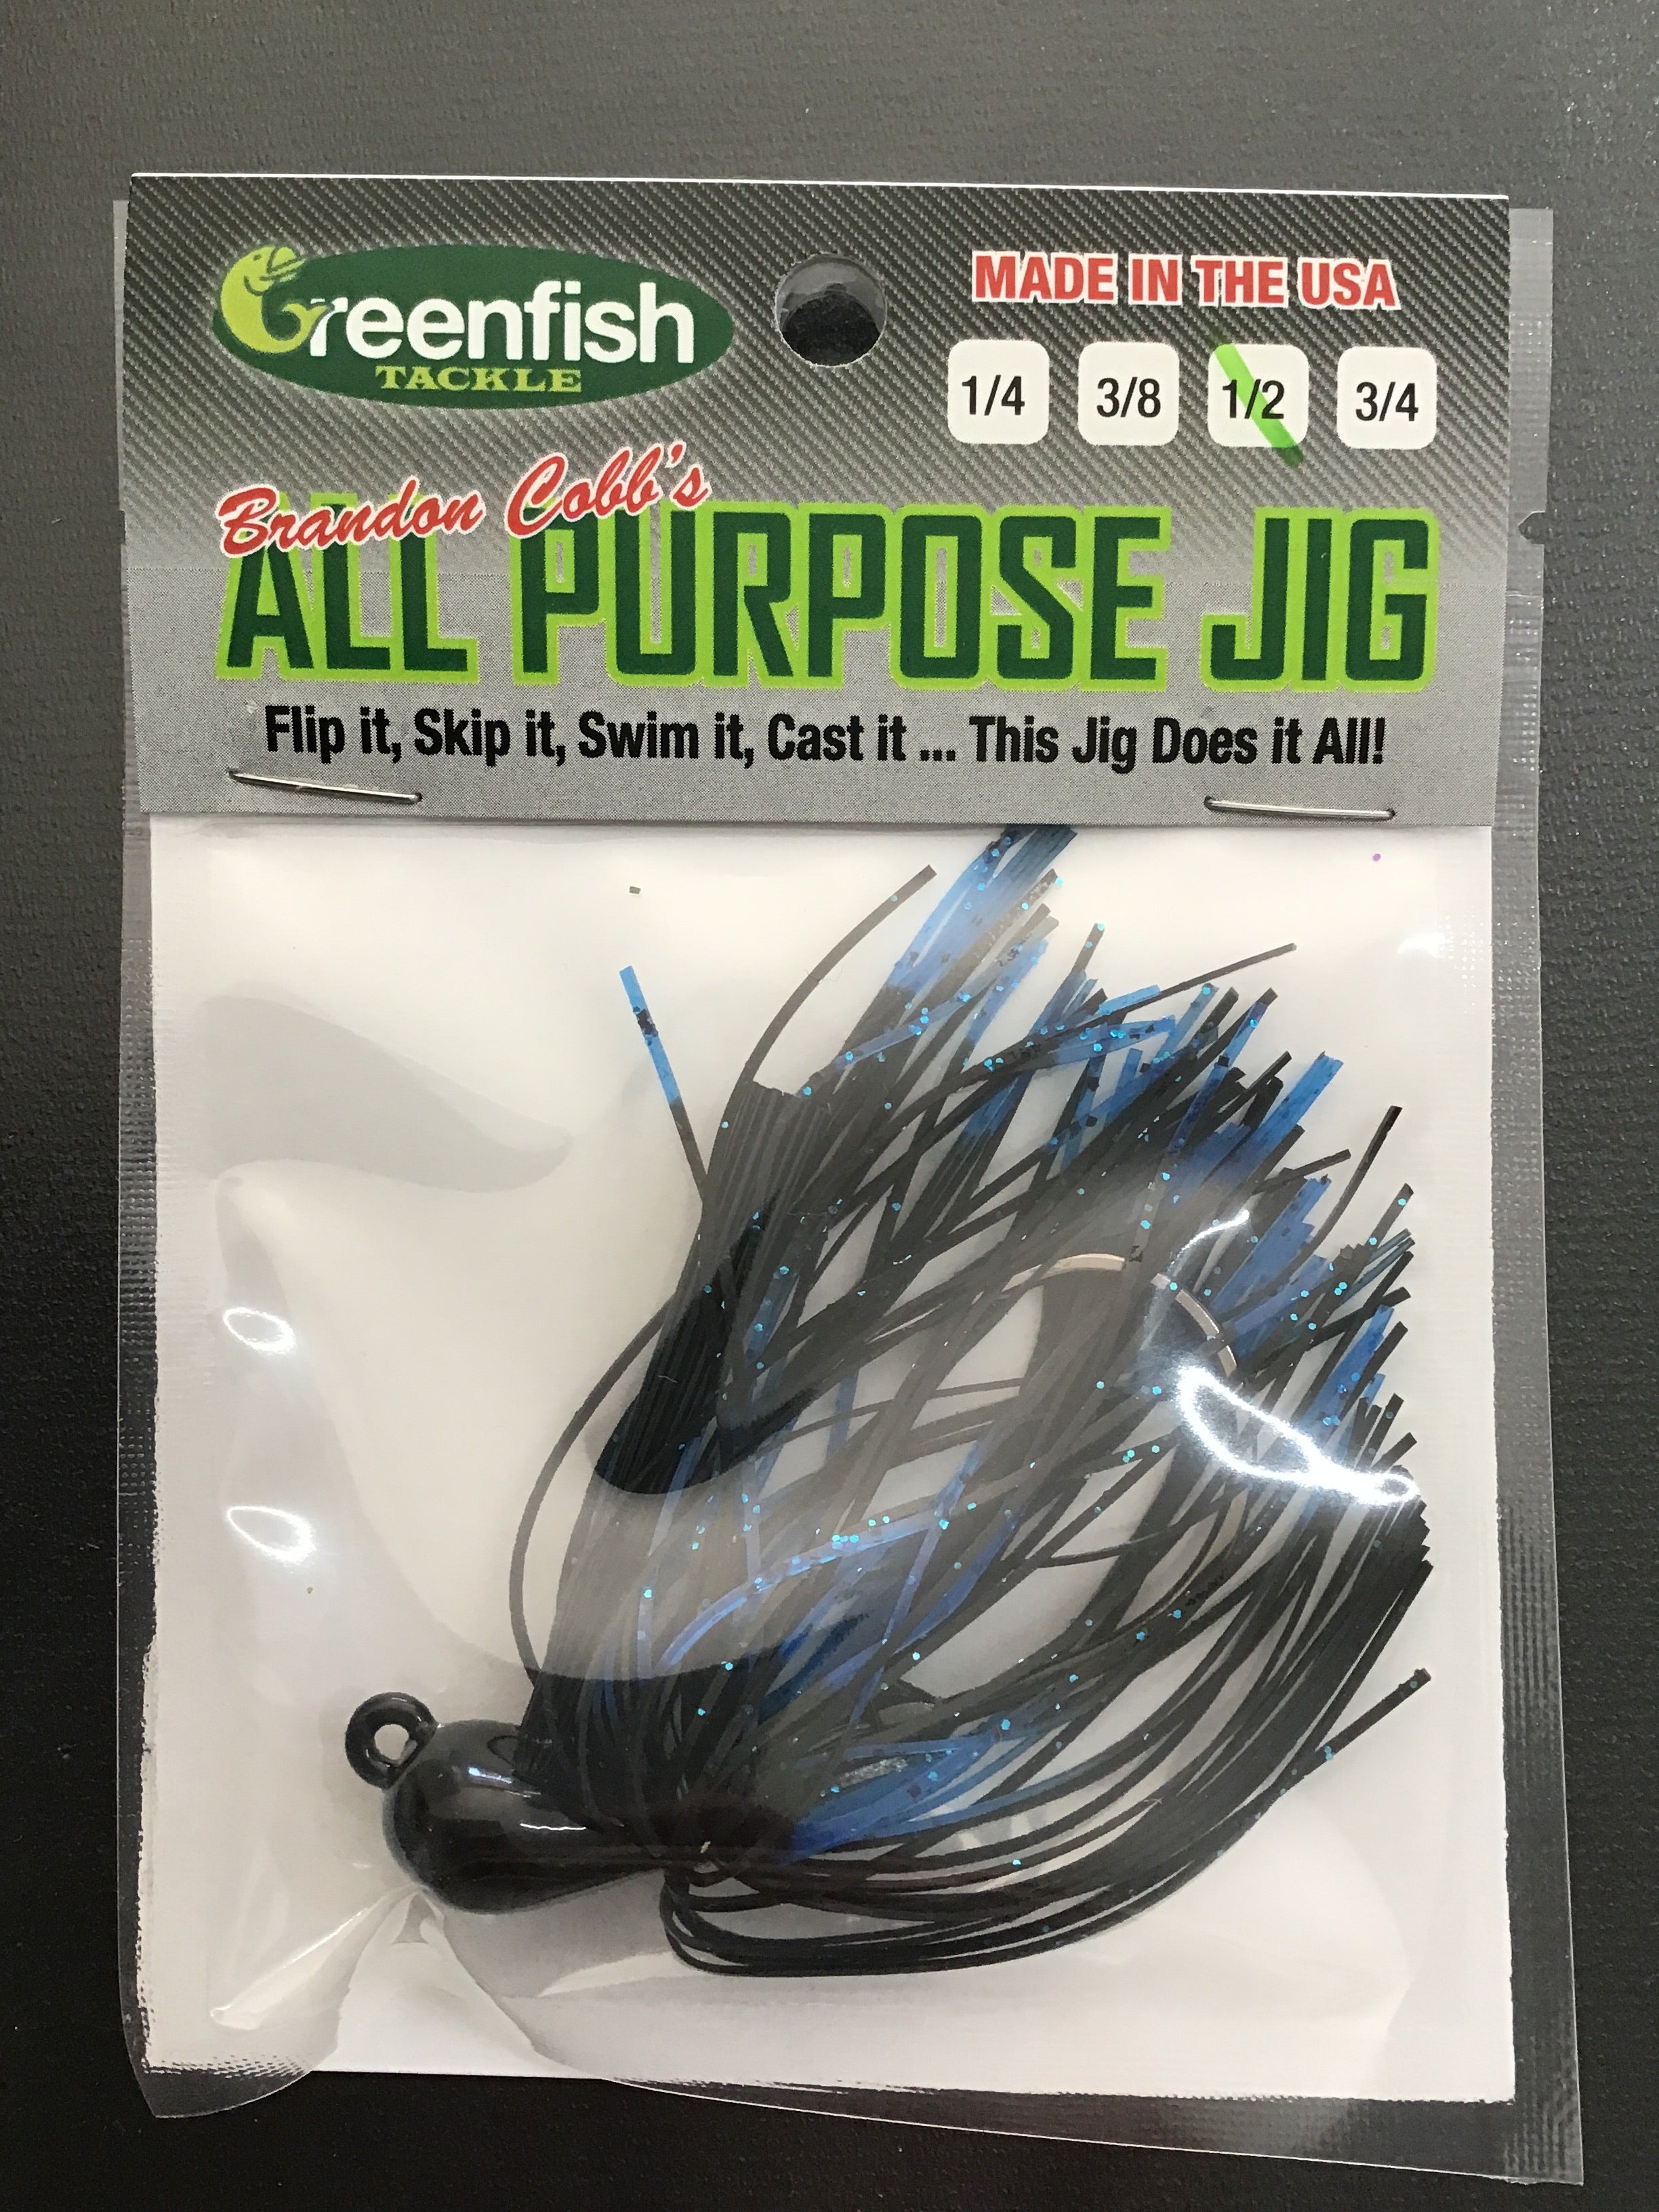 Greenfish
TACKLE
MADE IN THE USA
1/4 3/8 1/2 3/4
Brandon Cobb's
ALL PURPOSE JIG
Flip it, Skip it, Swim it, Cast it ... This Jig Does it All!